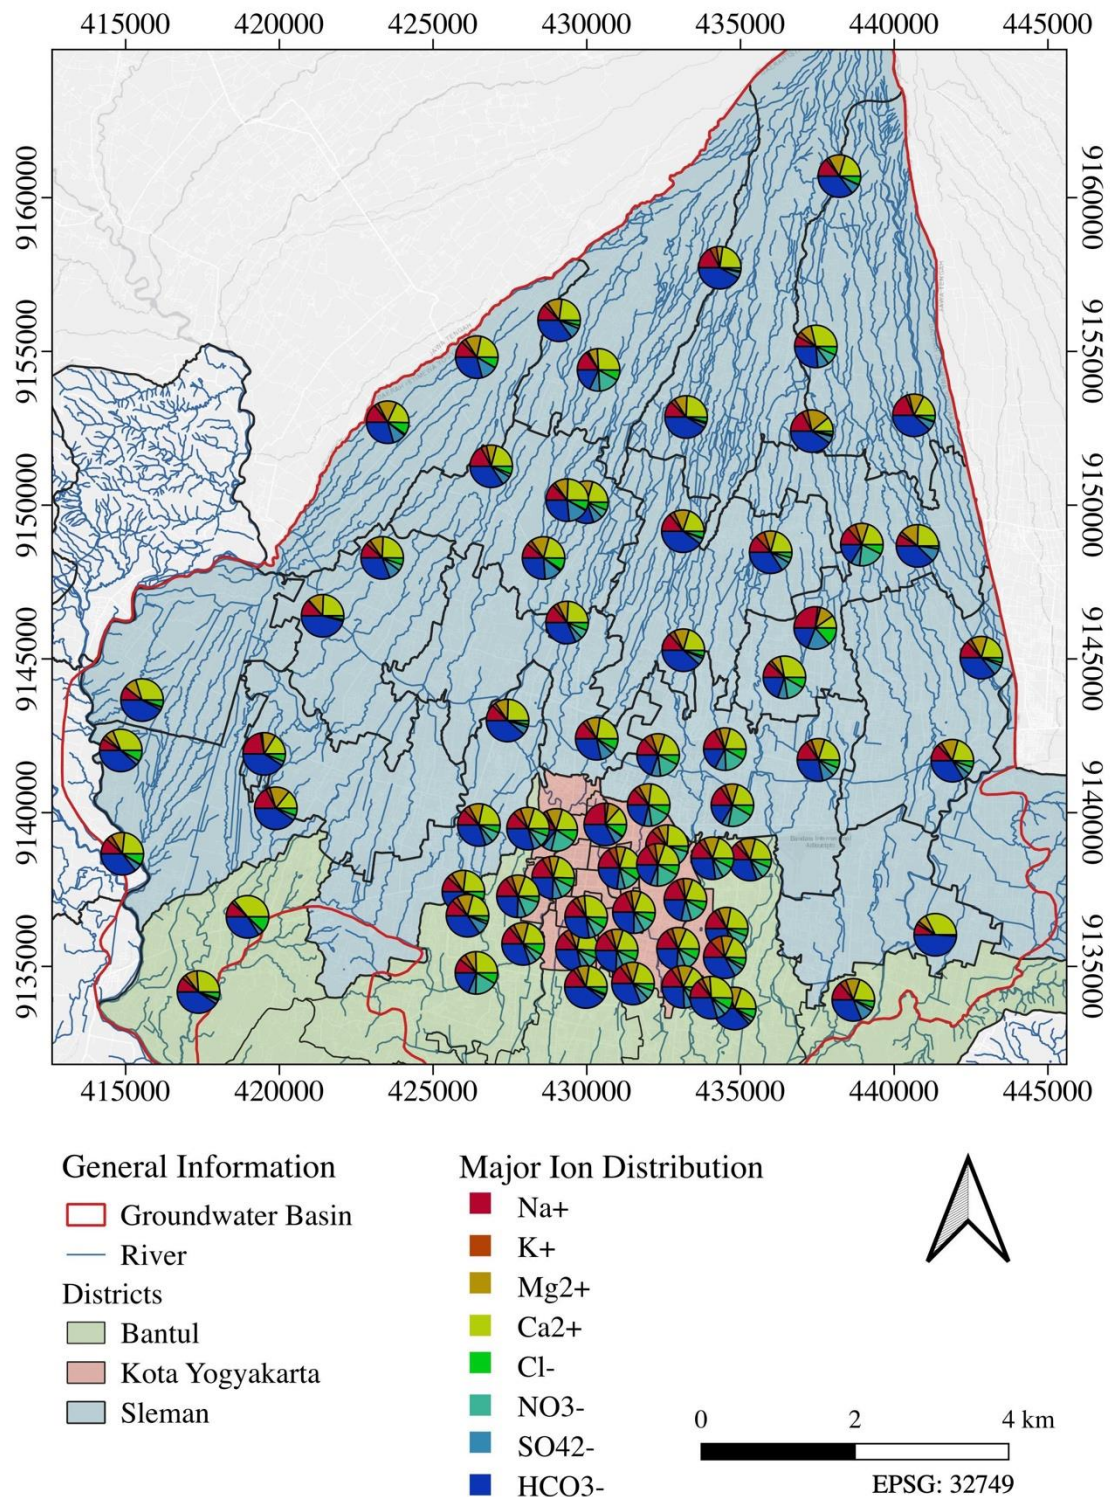 415000 420000 425000 430000 435000 440000 445000
9160000 9160000
9155000 9155000
9150000 9150000
9145000 9145000
9140000 9140000
9135000 9135000
415000 420000 425000 430000 435000 440000 445000
General Information
Groundwater Basin
River
Districts
Bantul
Kota Yogyakarta
Sleman
Major Ion Distribution
Na+
K+
Mg2+
Ca2+
Cl-
NO3-
SO42-
HCO3-
0 2 4 km
EPSG: 32749